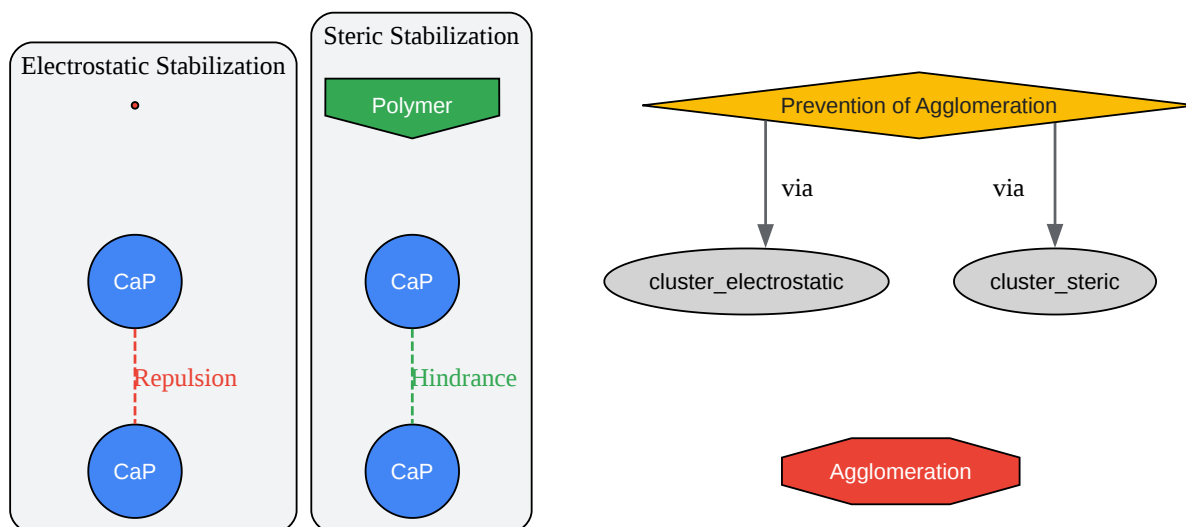 Electrostatic Stabilization
CaP
Repulsion
CaP
Steric Stabilization
Polymer
CaP
Hindrance
CaP
Prevention of Agglomeration
via
via
cluster_electrostatic
cluster_steric
Agglomeration